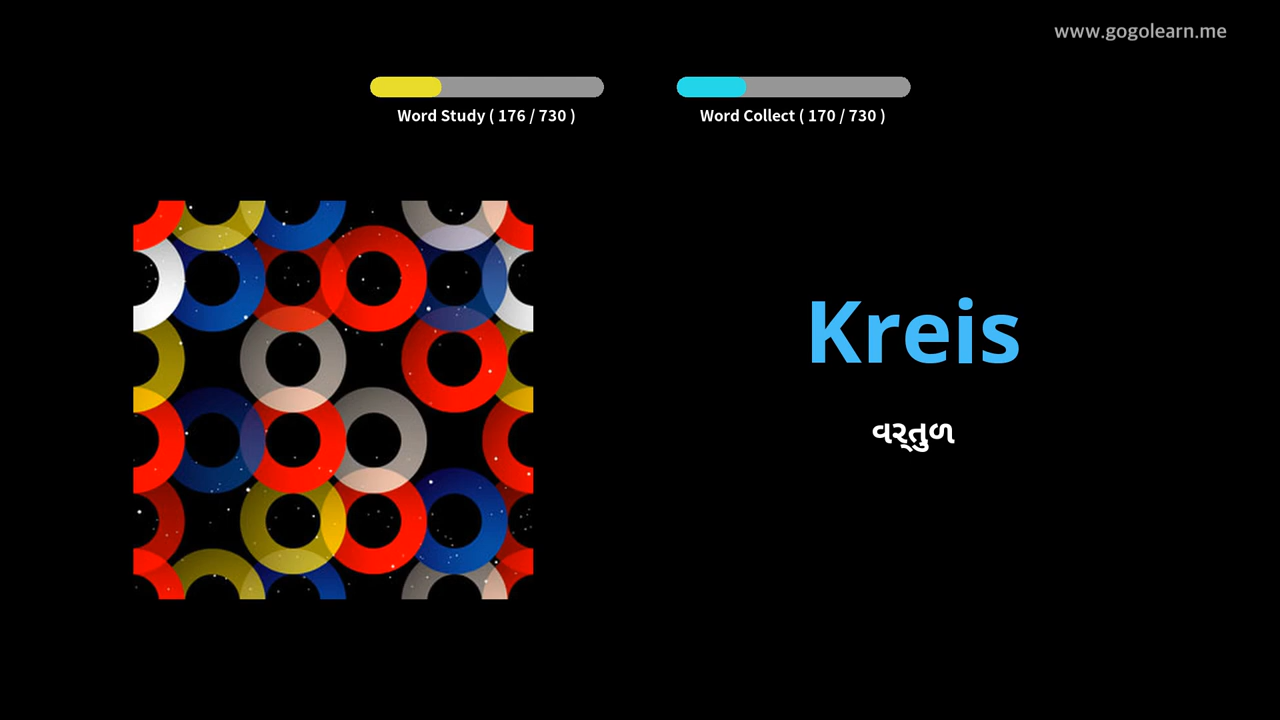 www.gogolearn.me
Word Study ( 176 / 730 )
Word Collect ( 170 / 730 )
Kreis
વર્તુળ